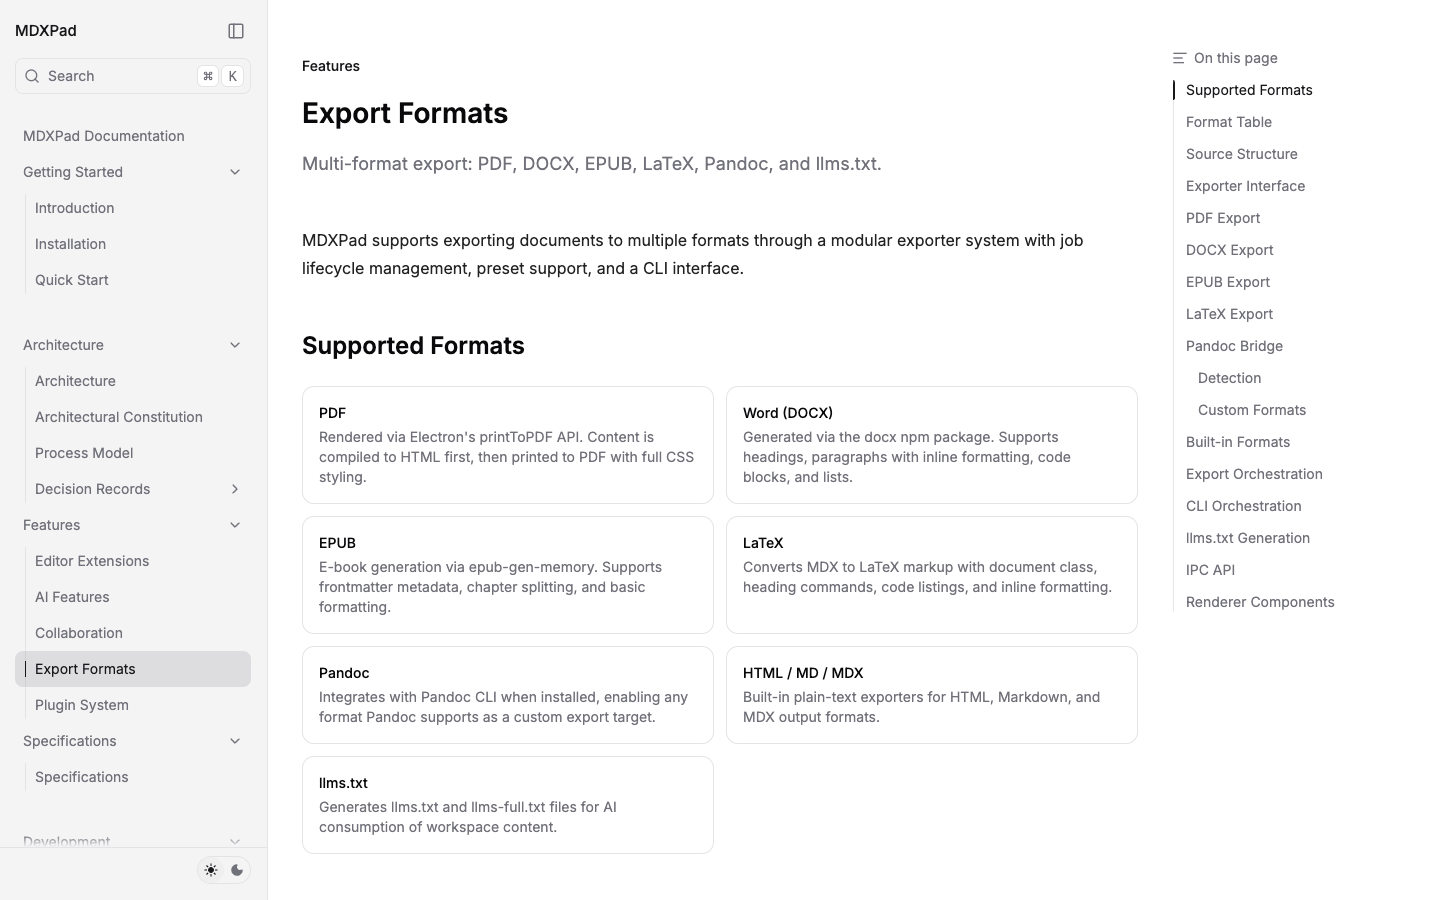 MDXPad
Search
⌘ K
MDXPad Documentation
Getting Started
Introduction
Installation
Quick Start
Architecture
Architecture
Architectural Constitution
Process Model
Decision Records
Features
Editor Extensions
AI Features
Collaboration
Export Formats
Plugin System
Specifications
Specifications
Development
Features
Export Formats
Multi-format export: PDF, DOCX, EPUB, LaTeX, Pandoc, and llms.txt.
MDXPad supports exporting documents to multiple formats through a modular exporter system with job
lifecycle management, preset support, and a CLI interface.
Supported Formats
PDF
Rendered via Electron's printToPDF API. Content is
compiled to HTML first, then printed to PDF with full CSS
styling.
Word (DOCX)
Generated via the docx npm package. Supports
headings, paragraphs with inline formatting, code
blocks, and lists.
EPUB
E-book generation via epub-gen-memory. Supports
frontmatter metadata, chapter splitting, and basic
formatting.
LaTeX
Converts MDX to LaTeX markup with document class,
heading commands, code listings, and inline formatting.
Pandoc
Integrates with Pandoc CLI when installed, enabling any
format Pandoc supports as a custom export target.
HTML / MD / MDX
Built-in plain-text exporters for HTML, Markdown, and
MDX output formats.
llms.txt
Generates llms.txt and llms-full.txt files for AI
consumption of workspace content.
On this page
Supported Formats
Format Table
Source Structure
Exporter Interface
PDF Export
DOCX Export
EPUB Export
LaTeX Export
Pandoc Bridge
Detection
Custom Formats
Built-in Formats
Export Orchestration
CLI Orchestration
llms.txt Generation
IPC API
Renderer Components